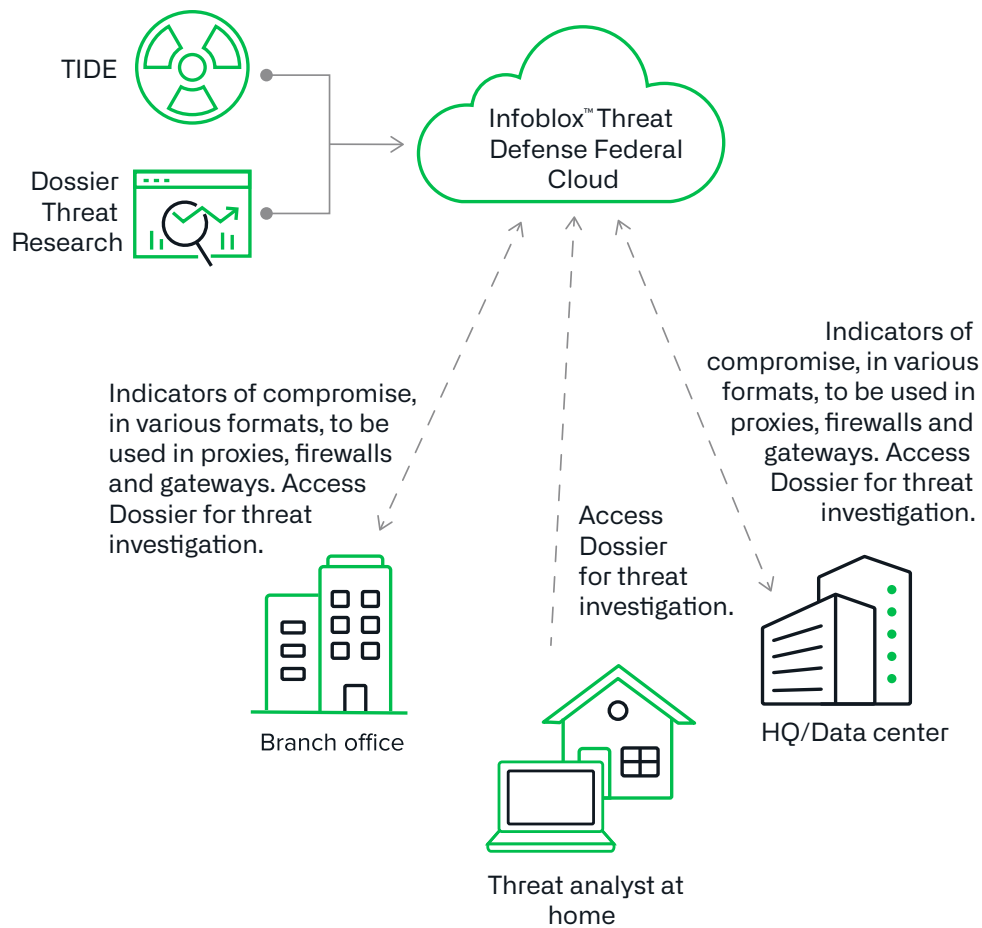 TIDE
Dossier
Threat
Research
Infoblox™ Threat
Defense Federal
Cloud
Indicators of compromise,
in various formats, to be
used in proxies, firewalls
and gateways. Access
Dossier for threat
investigation.
Access
Dossier
for threat
investigation.
Indicators of
compromise, in various
formats, to be used in
proxies, firewalls and
gateways. Access
Dossier for threat
investigation.
Branch office
Threat analyst at
home
HQ/Data center